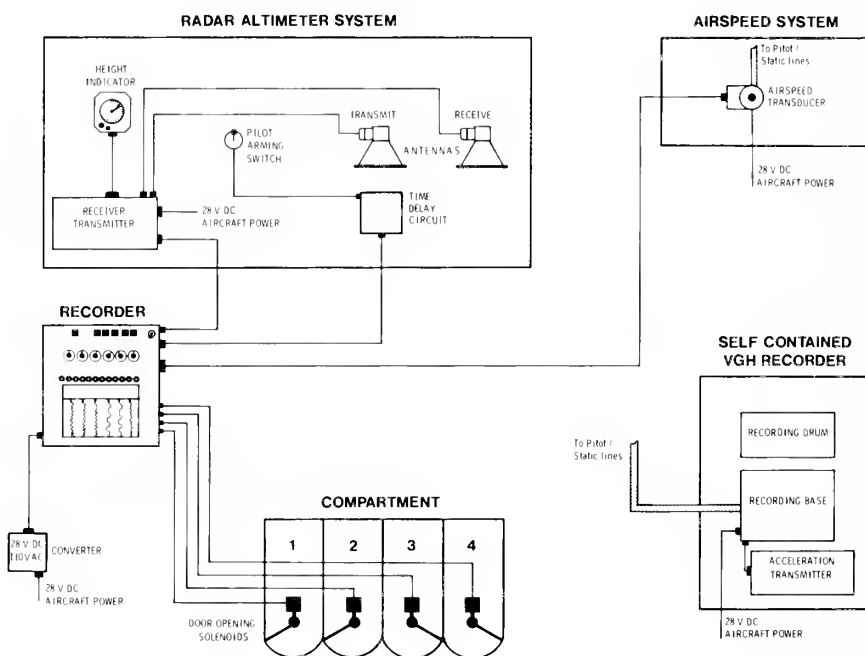 RADAR ALTIMETER SYSTEM
HEIGHT
INDICATOR
PILOT
ARMING
SWITCH
TRANSMIT
RECEIVE
ANTENNAS
RECEIVER
TRANSMITTER
28 V DC
AIRCRAFT POWER
TIME
DELAY
CIRCUIT
AIRSPEED SYSTEM
To Pitot /
Static lines
AIRSPEED
TRANSDUCER
28 V DC
AIRCRAFT POWER
RECORDER
28 V DC
110VAC
CONVERTER
28 V DC
AIRCRAFT POWER
COMPARTMENT
1
2
3
4
DOOR OPENING
SOLENOIDS
SELF CONTAINED
VGH RECORDER
To Pitot /
Static lines
RECORDING DRUM
RECORDING BASE
ACCELERATION
TRANSMITTER
28 V DC
AIRCRAFT POWER